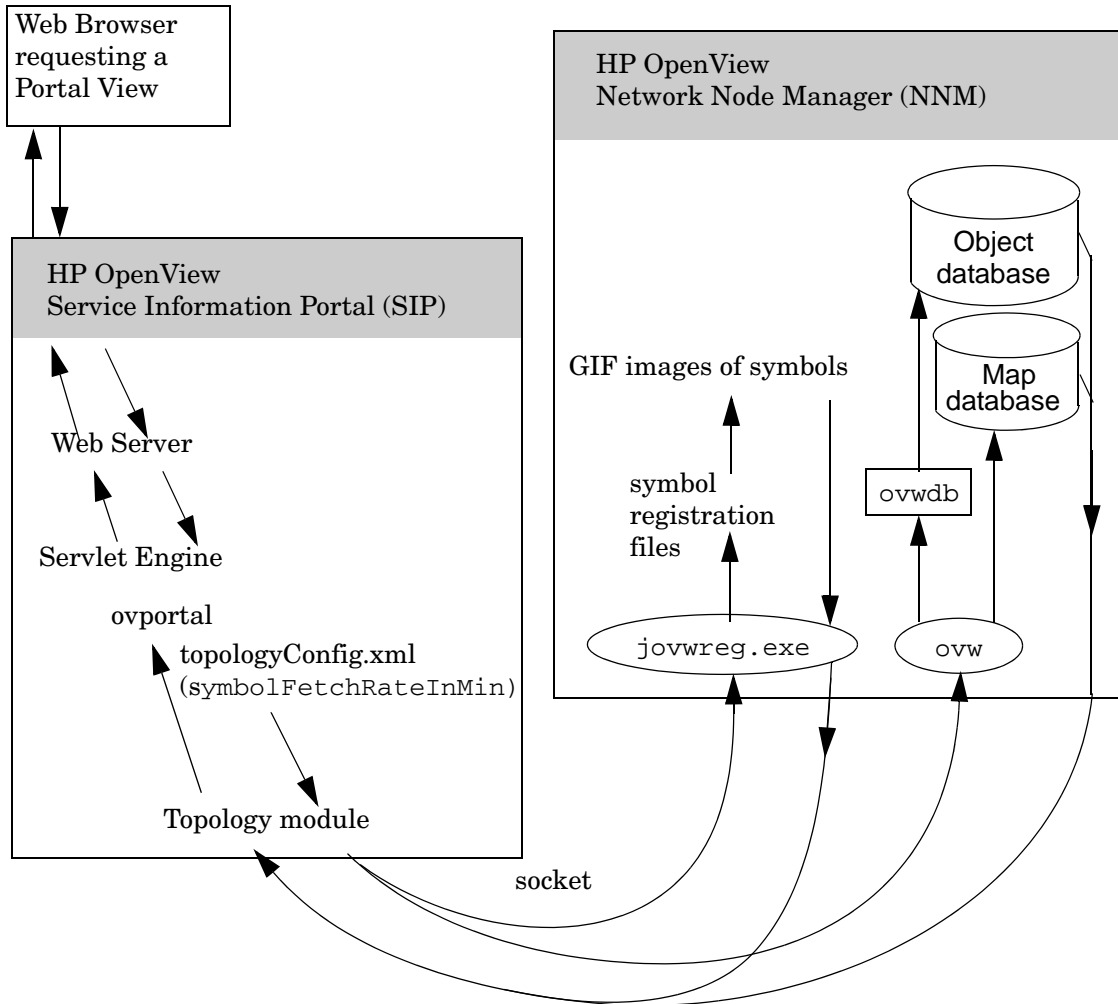 Web Browser
requesting a
Portal View
HP OpenView
Network Node Manager (NNM)
Object
database
HP OpenView
Service Information Portal (SIP)
GIF images of symbols
Map
database
Web Server
symbol
registration
files
ovwdb
Servlet Engine
ovportal
topologyConfig.xml
(symbolFetchRateInMin)
jovwreg.exe
ovw
Topology module
socket